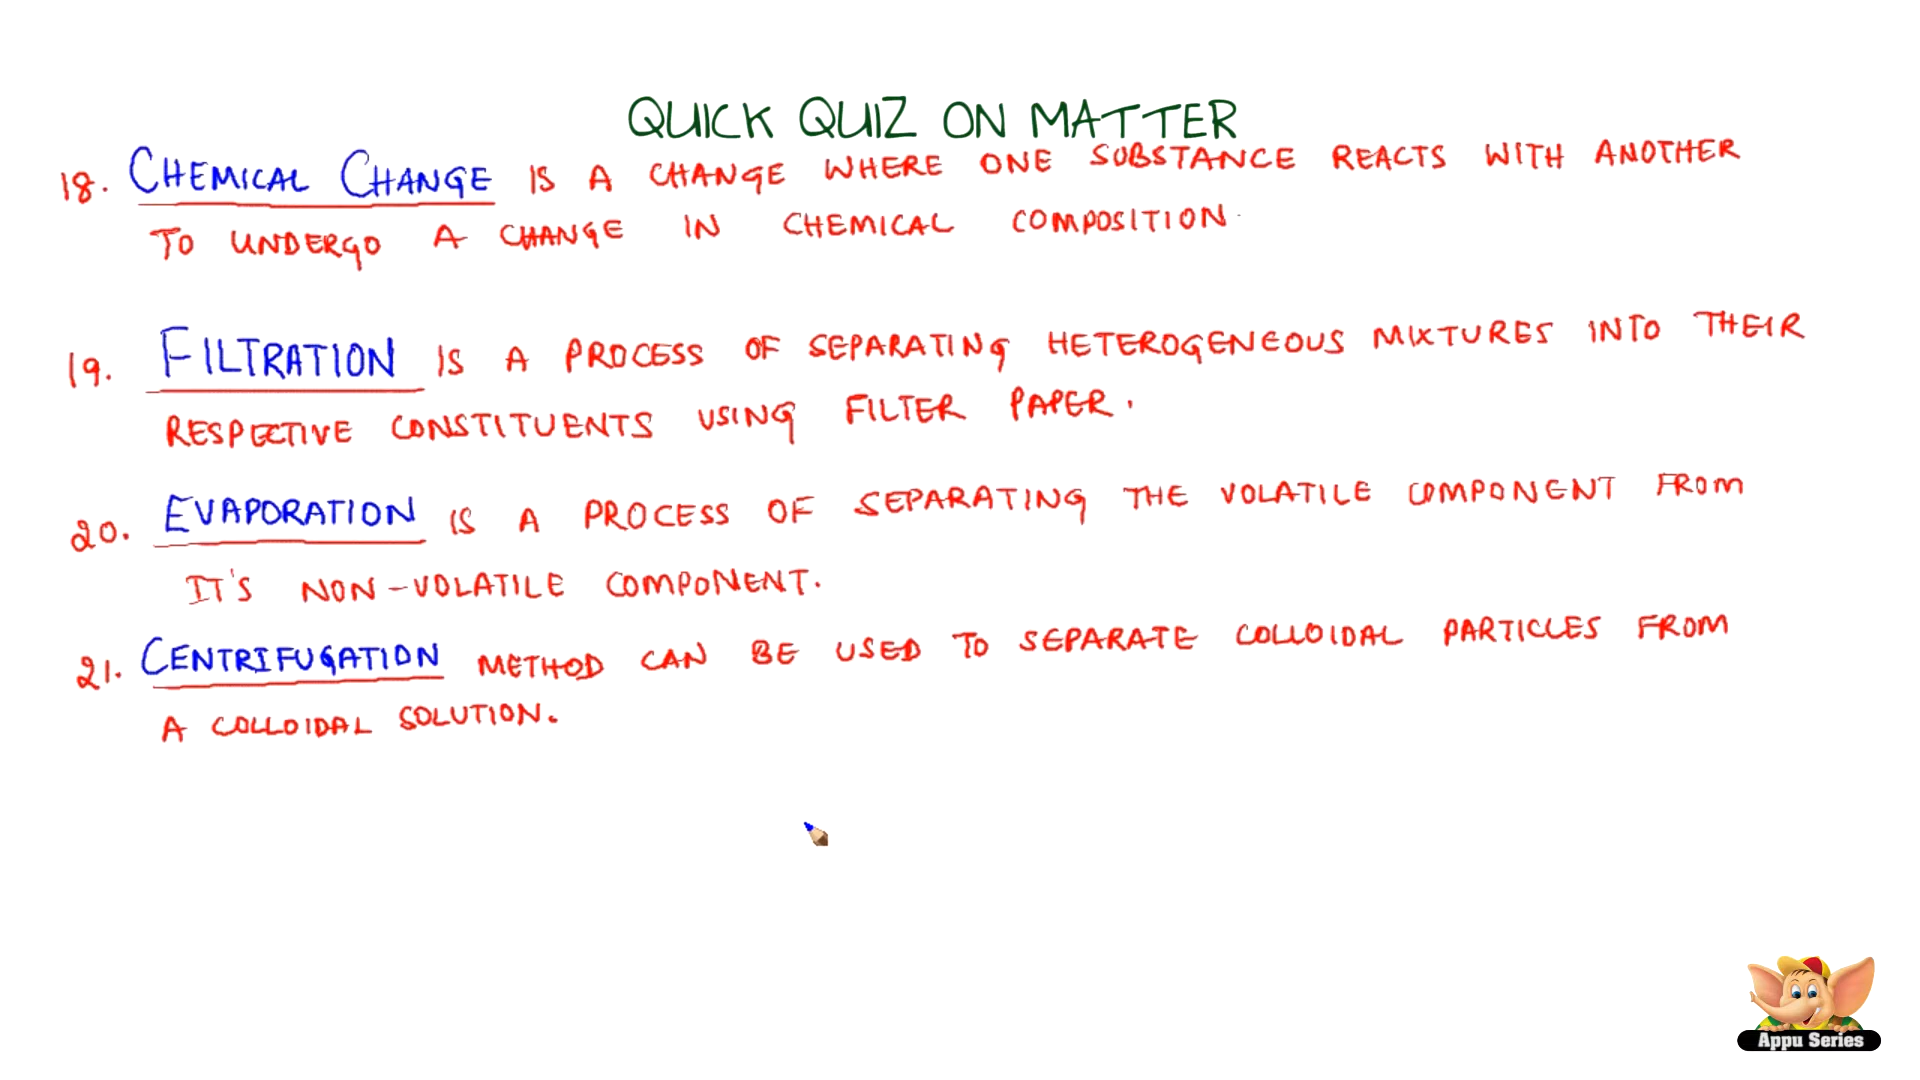 QUICK QUIZ ON MATTER
18. CHEMICAL CHANGE IS A CHANGE WHERE ONE SUBSTANCE REACTS WITH ANOTHER
TO UNDERGO A CHANGE IN CHEMICAL COMPOSITION.
19. FILTRATION IS A PROCESS OF SEPARATING HETEROGENEOUS MIXTURES INTO THEIR
RESPECTIVE CONSTITUENTS USING FILTER PAPER.
20. EVAPORATION IS A PROCESS OF SEPARATING THE VOLATILE COMPONENT FROM
IT'S NON-VOLATILE COMPONENT.
21. CENTRIFUGATION METHOD CAN BE USED TO SEPARATE COLLOIDAL PARTICLES FROM
A COLLOIDAL SOLUTION.
Appu Series